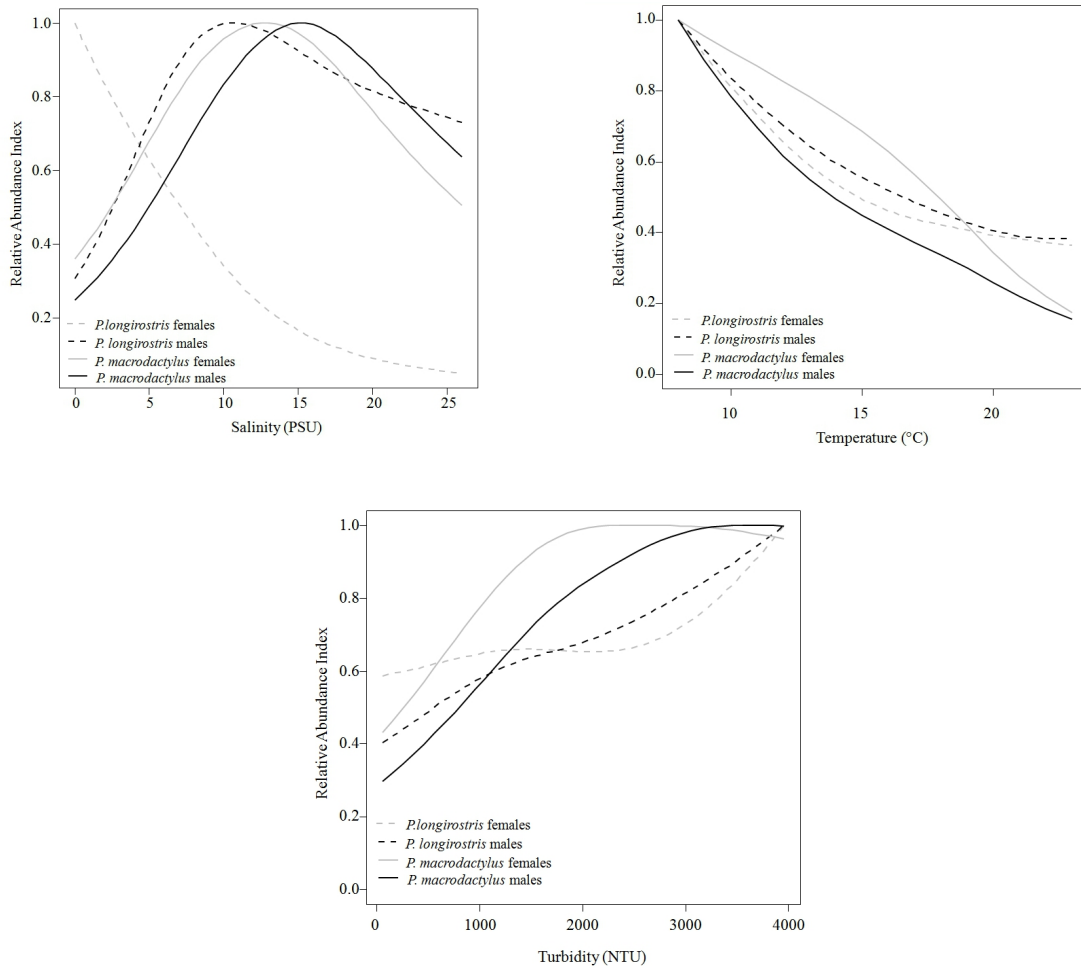 1.0
0.8
0.6
0.4
0.2
Relative Abundance Index
P.longirostris females
P. longirostris males
P. macrodactylus females
P. macrodactylus males
0 5 10 15 20 25
Salinity (PSU)
1.0
0.8
0.6
0.4
0.2
0.0
Relative Abundance Index
P.longirostris females
P. longirostris males
P. macrodactylus females
P. macrodactylus males
10 15 20
Temperature (°C)
1.0
0.8
0.6
0.4
0.2
0.0
Relative Abundance Index
P.longirostris females
P. longirostris males
P. macrodactylus females
P. macrodactylus males
0 1000 2000 3000 4000
Turbidity (NTU)